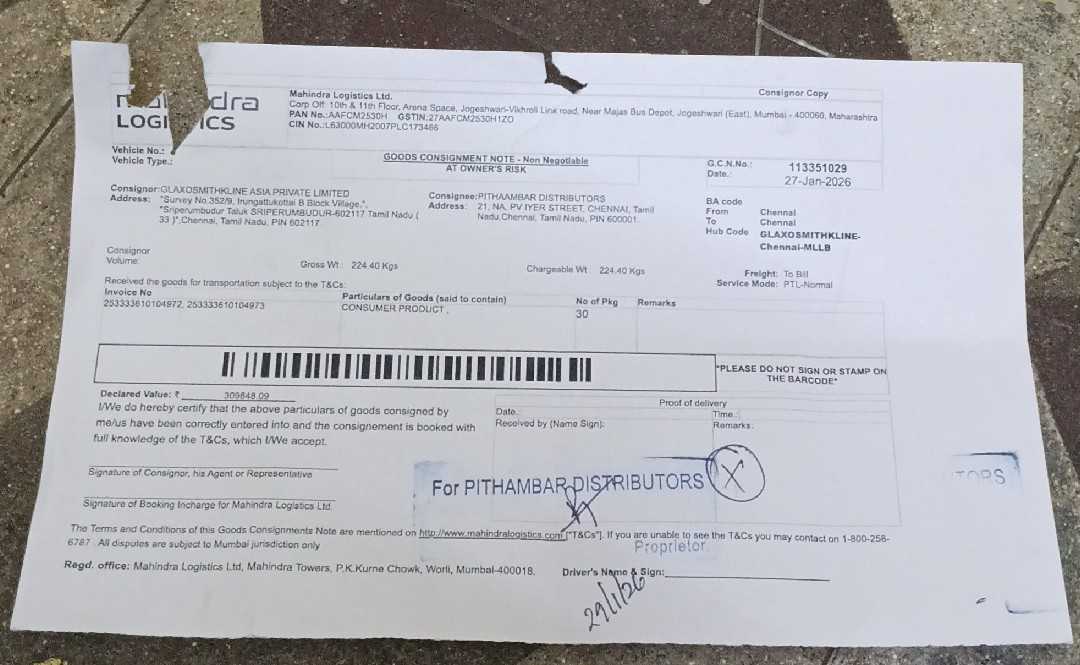 Mahindra Logistics Ltd.
Consignor Copy
Corp Off: 10th & 11th Floor, Arena Space, Jogeshwari-Vikhroli Link road, Near Majas Bus Depot, Jogeshwari (East), Mumbai - 400060, Maharashtra
PAN No.:AAFCM2530H GSTIN:27AAFCM2530H1ZO
CIN No.:L63000MH2007PLC173466
dra
LOGISTICS
Vehicle No.:
Vehicle Type.:
GOODS CONSIGNMENT NOTE - Non Negotiable
AT OWNER'S RISK
G.C.N.No.: 113351029
Date.: 27-Jan-2026
Consignor:GLAXOSMITHKLINE ASIA PRIVATE LIMITED
Address: "Survey No.352/9, Irungattukottai B Block Village,",
"Sriperumbudur Taluk SRIPERUMBUDUR-602117 Tamil Nadu (
33 )",Chennai, Tamil Nadu, PIN 602117
Consignee:PITHAMBAR DISTRIBUTORS
Address: 21, NA, PV IYER STREET, CHENNAI, Tamil
Nadu,Chennai, Tamil Nadu, PIN 600001
BA code
From Chennai
To Chennai
Hub Code GLAXOSMITHKLINE-
Chennai-MLLB
Consignor
Volume:
Gross Wt : 224.40 Kgs
Chargeable Wt : 224.40 Kgs
Freight: To Bill
Service Mode: PTL-Normal
Received the goods for transportation subject to the T&Cs:
Invoice No Particulars of Goods (said to contain) No of Pkg Remarks
253333610104972, 253333610104973 CONSUMER PRODUCT , 30
"PLEASE DO NOT SIGN OR STAMP ON
THE BARCODE"
Declared Value: ₹ 309848.09
I/We do hereby certify that the above particulars of goods consigned by
me/us have been correctly entered into and the consignement is booked with
full knowledge of the T&Cs, which I/We accept.
Proof of delivery
Date.: Time.:
Received by (Name Sign): Remarks:
Signature of Consignor, his Agent or Representative
For PITHAMBAR DISTRIBUTORS X
TORS
Signature of Booking Incharge for Mahindra Logistics Ltd.
The Terms and Conditions of this Goods Consignments Note are mentioned on http://www.mahindralogistics.com ["T&Cs"]. If you are unable to see the T&Cs you may contact on 1-800-258-
6787 . All disputes are subject to Mumbai jurisdiction only
Proprietor
Regd. office: Mahindra Logistics Ltd, Mahindra Towers, P.K.Kurne Chowk, Worli, Mumbai-400018.
Driver's Name & Sign:
29/1/26